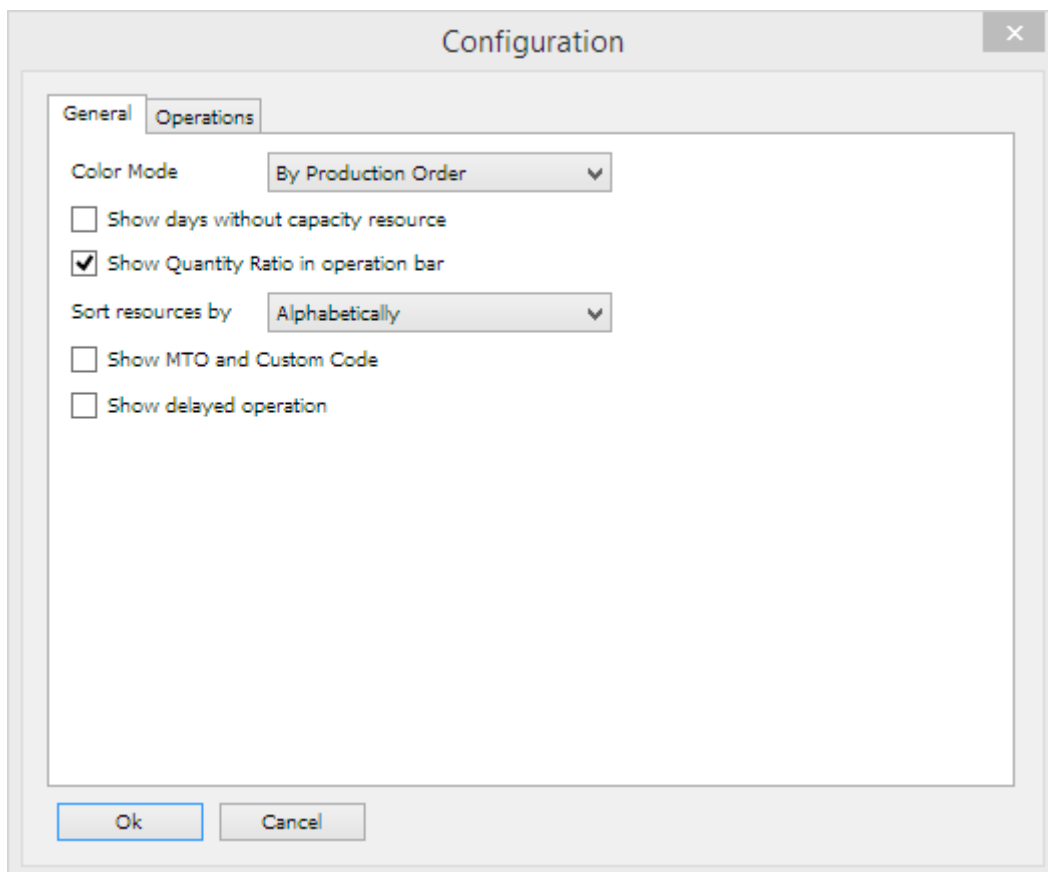 Configuration
General Operations
Color Mode By Production Order
Show days without capacity resource
Show Quantity Ratio in operation bar
Sort resources by Alphabetically
Show MTO and Custom Code
Show delayed operation
Ok Cancel